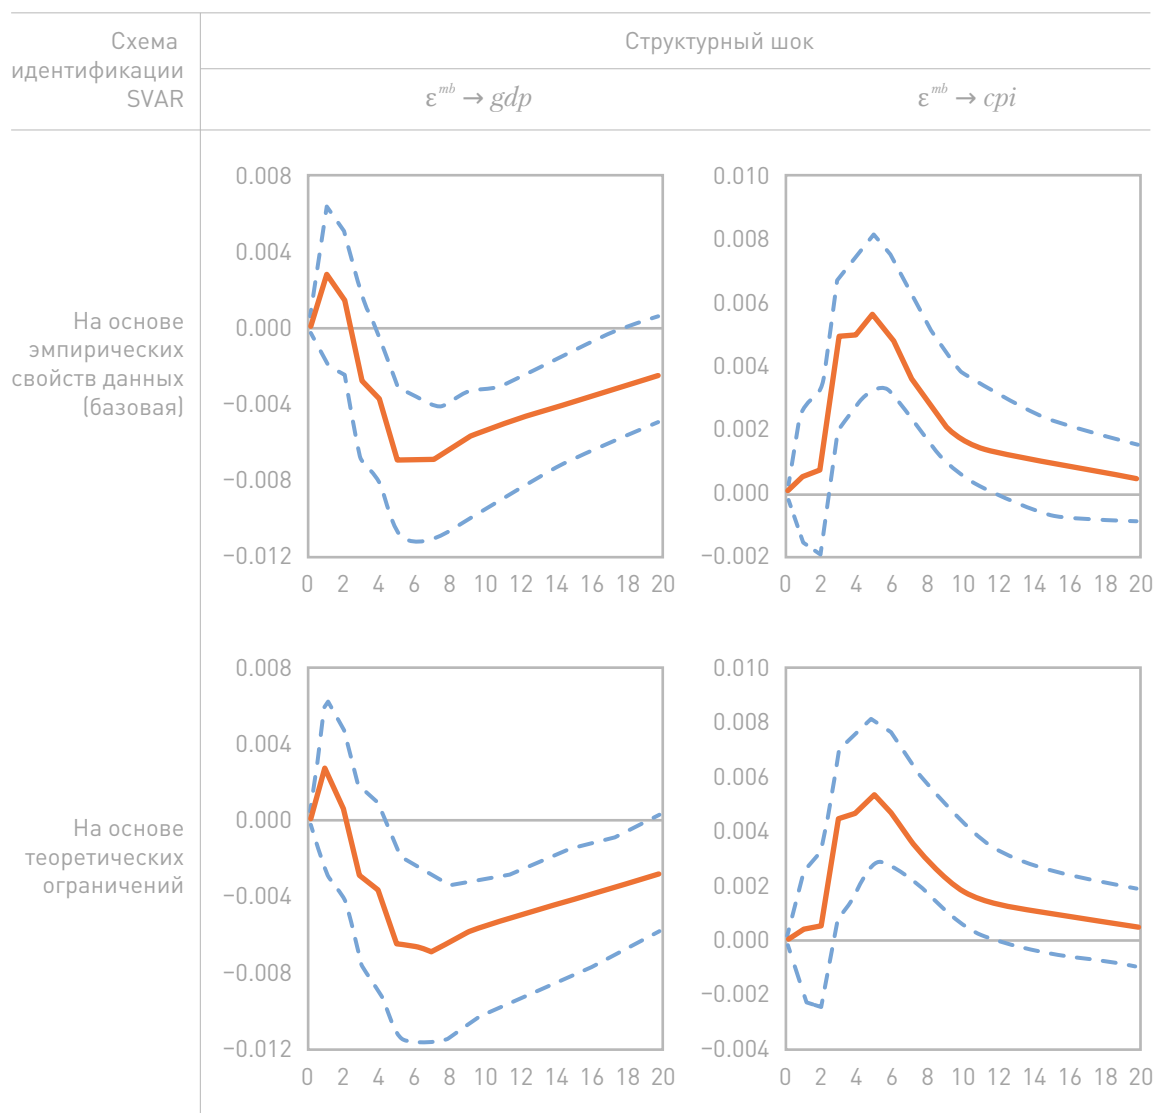 Схема
идентификации
SVAR
Структурный шок
ε^mb → gdp
ε^mb → cpi
На основе
эмпирических
свойств данных
(базовая)
0.008
0.004
0.000
−0.004
−0.008
−0.012
0 2 4 6 8 10 12 14 16 18 20
0.010
0.008
0.006
0.004
0.002
0.000
−0.002
0 2 4 6 8 10 12 14 16 18 20
На основе
теоретических
ограничений
0.008
0.004
0.000
−0.004
−0.008
−0.012
0 2 4 6 8 10 12 14 16 18 20
0.010
0.008
0.006
0.004
0.002
0.000
−0.002
−0.004
0 2 4 6 8 10 12 14 16 18 20